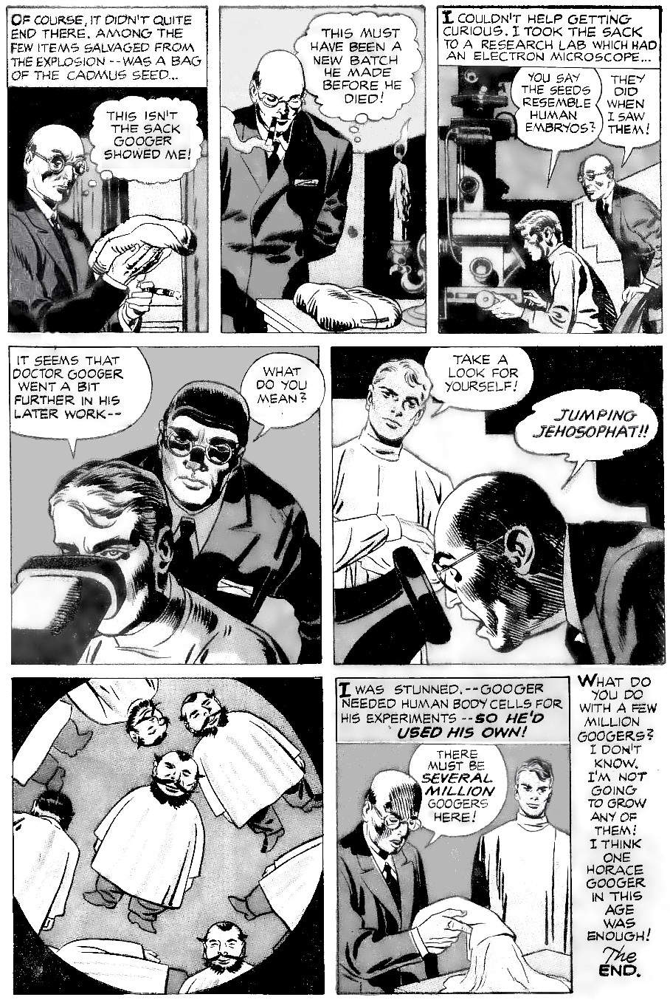 OF COURSE, IT DIDN'T QUITE
END THERE. AMONG THE
FEW ITEMS SALVAGED FROM
THE EXPLOSION -- WAS A BAG
OF THE CADMUS SEED...
THIS ISN'T
THE SACK
GOOGER
SHOWED ME!
THIS MUST
HAVE BEEN A
NEW BATCH
HE MADE
BEFORE HE
DIED!
I COULDN'T HELP GETTING
CURIOUS. I TOOK THE SACK
TO A RESEARCH LAB WHICH HAD
AN ELECTRON MICROSCOPE...
YOU SAY
THE SEEDS
RESEMBLE
HUMAN
EMBRYOS?
THEY
DID
WHEN
I SAW
THEM!
IT SEEMS THAT
DOCTOR GOOGER
WENT A BIT
FURTHER IN HIS
LATER WORK--
WHAT
DO YOU
MEAN?
TAKE A
LOOK FOR
YOURSELF!
JUMPING
JEHOSOPHAT!!
I WAS STUNNED.--GOOGER
NEEDED HUMAN BODY CELLS FOR
HIS EXPERIMENTS --SO HE'D
USED HIS OWN!
THERE
MUST BE
SEVERAL
MILLION
GOOGERS
HERE!
WHAT DO
YOU DO
WITH A FEW
MILLION
GOOGERS?
I DON'T
KNOW.
I'M NOT
GOING
TO GROW
ANY OF
THEM!
I THINK
ONE
HORACE
GOOGER
IN THIS
AGE
WAS
ENOUGH!
The
END.